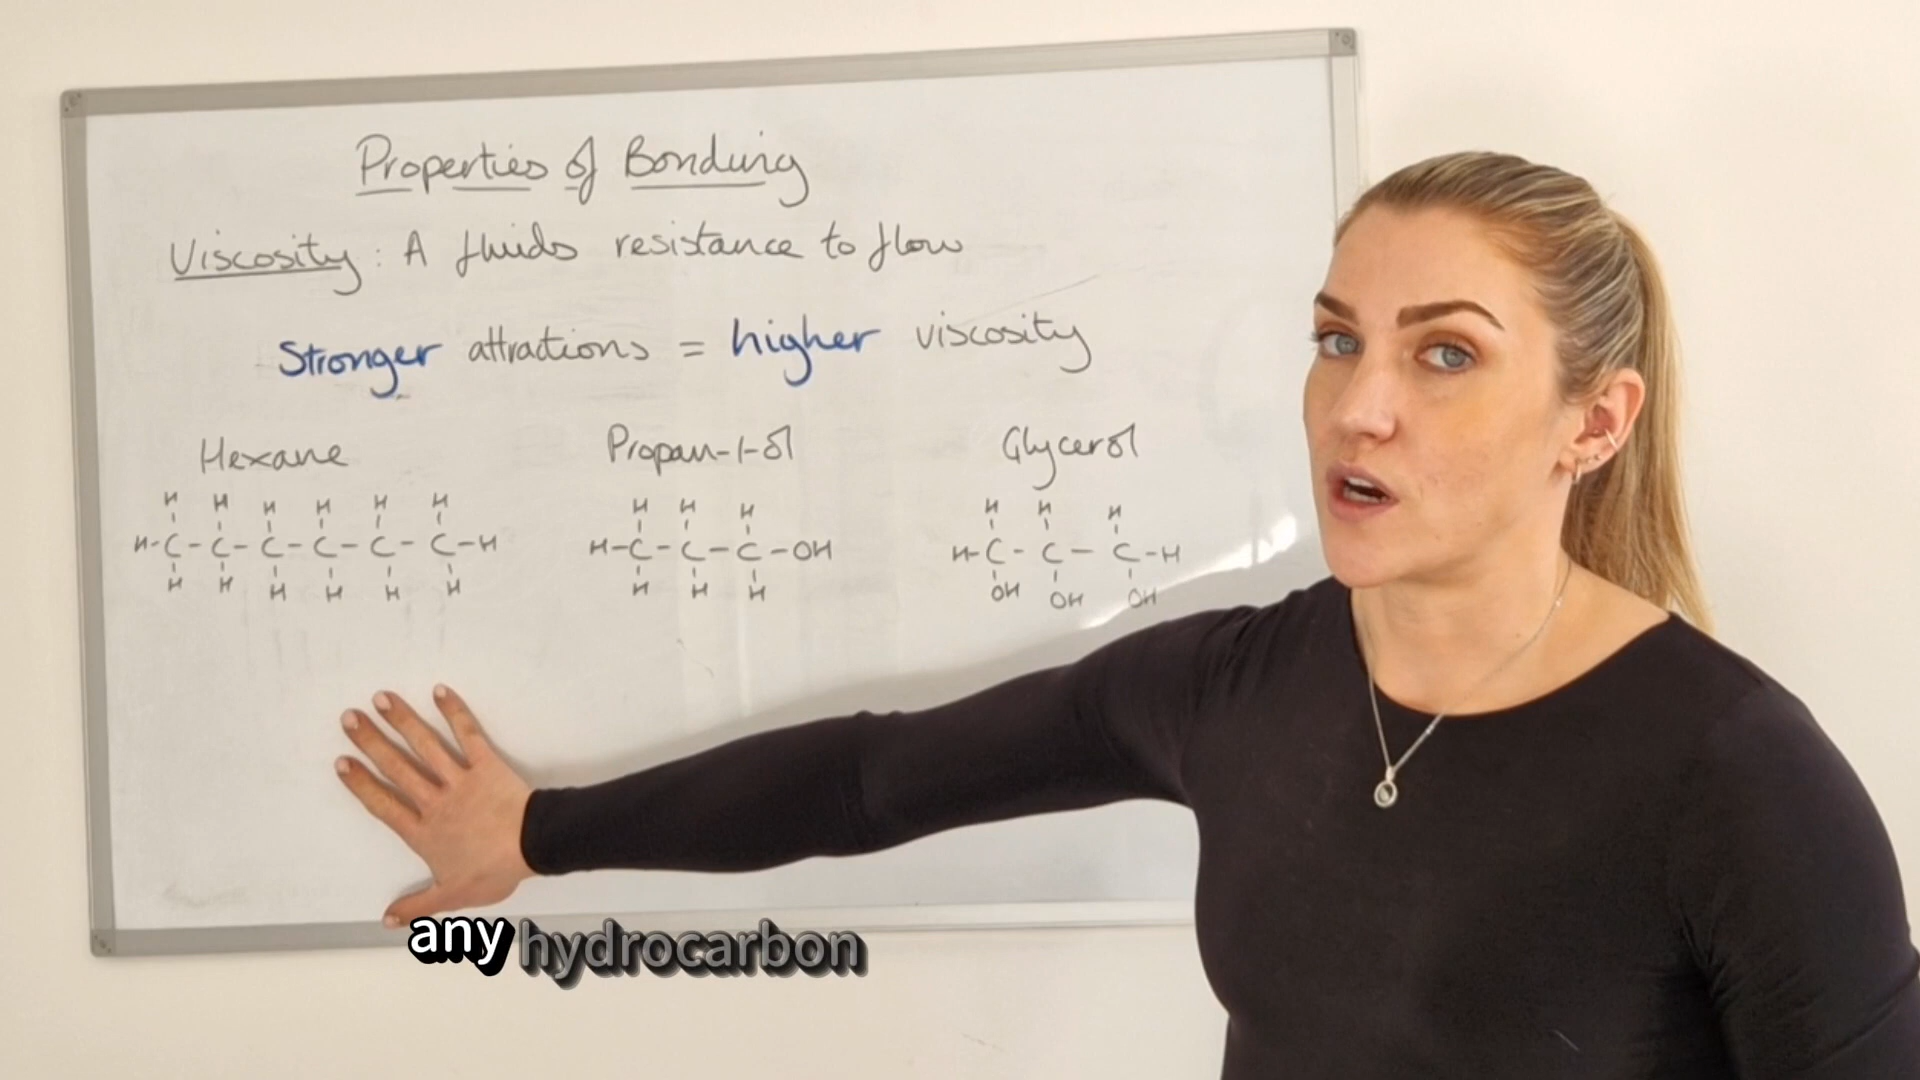 Properties of Bonding
Viscosity : A fluids resistance to flow
Stronger attractions = higher viscosity
Hexane Propan-1-ol Glycerol
H H H H H H H H H H H H
H-C-C-C-C-C-C-H H-C-C-C-OH H-C-C-C-H
H H H H H H H H H OH OH OH
any hydrocarbon